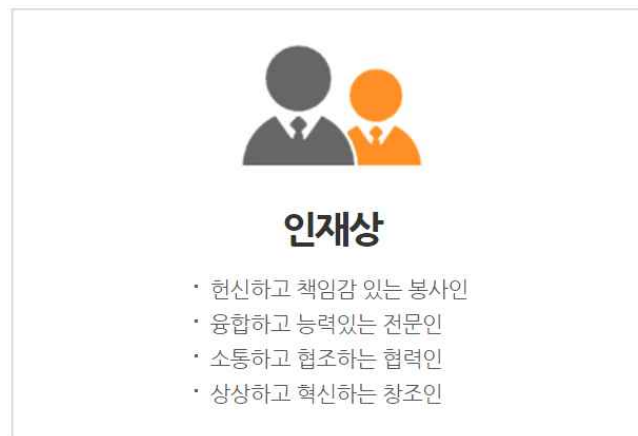 인재상
· 헌신하고 책임감 있는 봉사인
· 융합하고 능력있는 전문인
· 소통하고 협조하는 협력인
· 상상하고 혁신하는 창조인